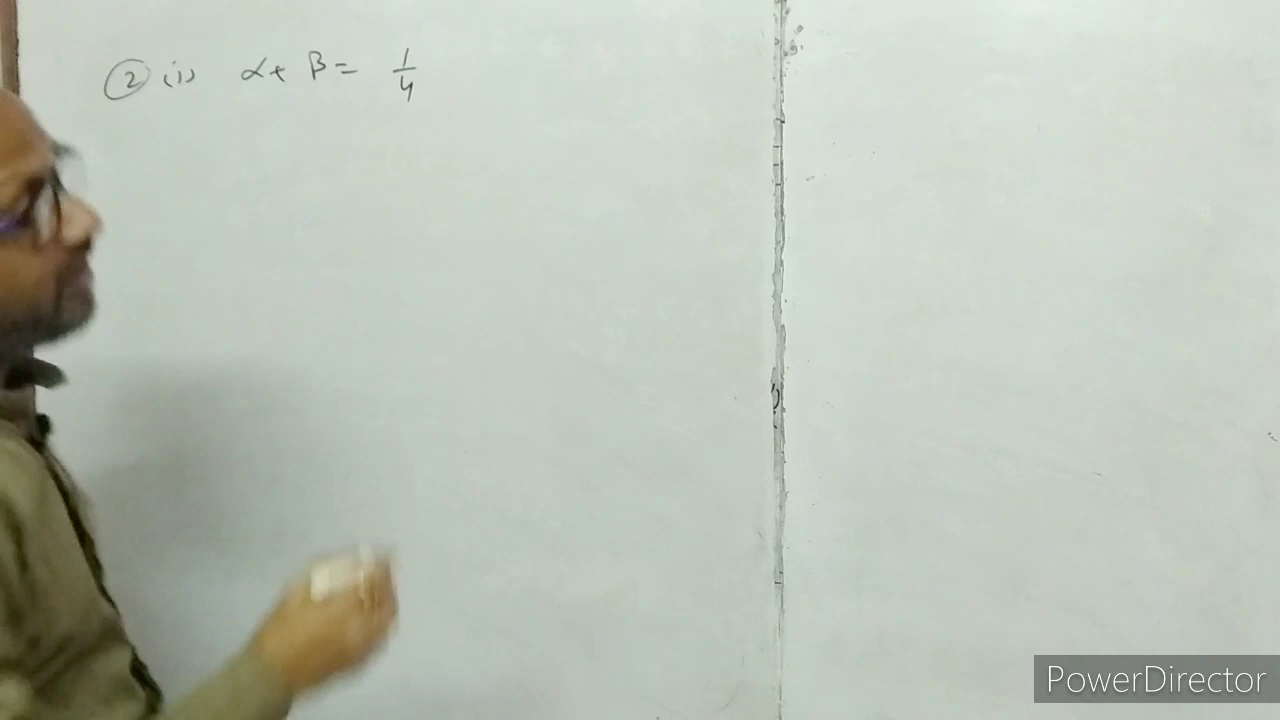 ② (i) α + β = 1/4
PowerDirector